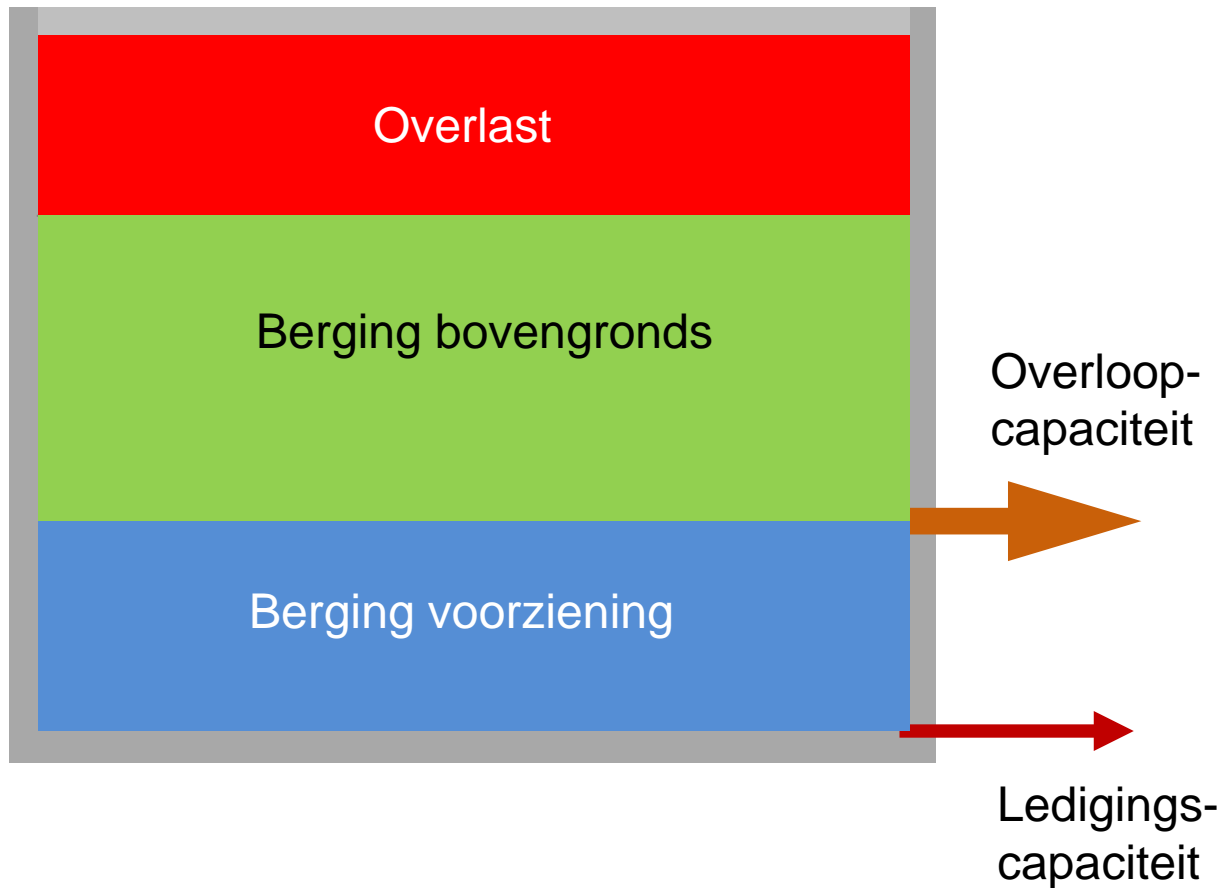 Overlast
Berging bovengronds
Overloop-
capaciteit
Berging voorziening
Ledigings-
capaciteit